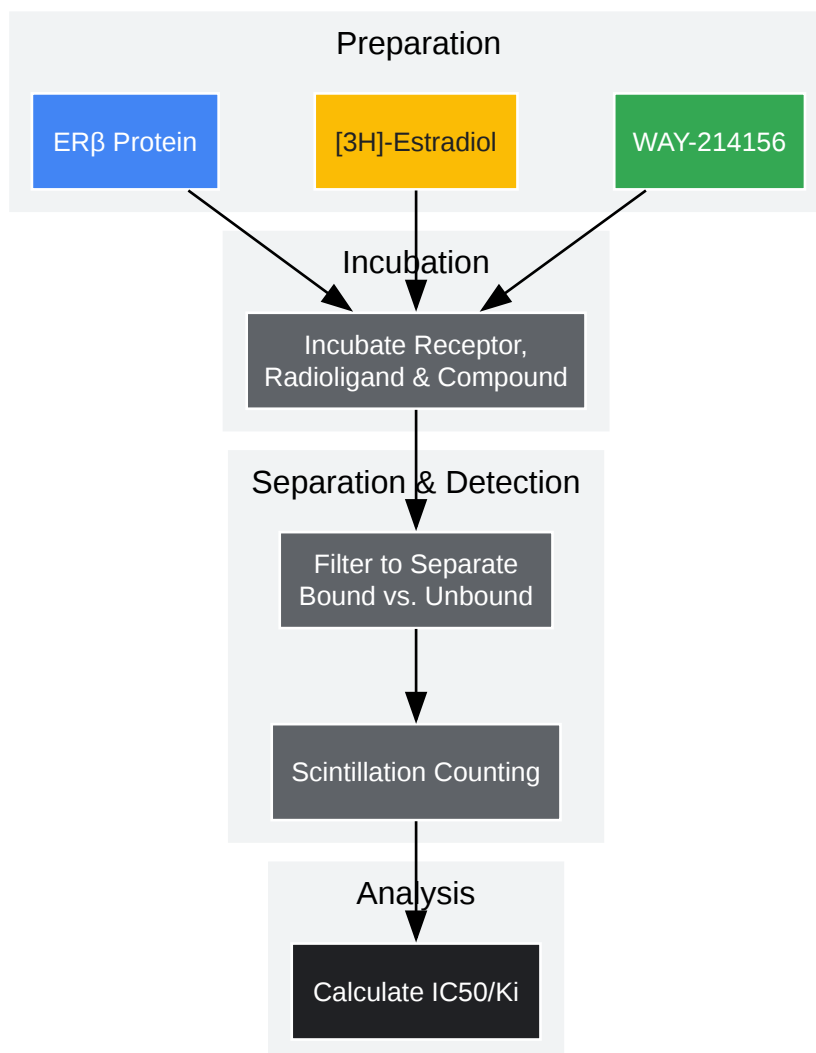 Preparation
ERβ Protein
[3H]-Estradiol
WAY-214156
Incubation
Incubate Receptor,
Radioligand & Compound
Separation & Detection
Filter to Separate
Bound vs. Unbound
Scintillation Counting
Analysis
Calculate IC50/Ki